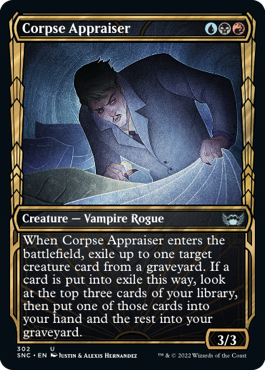 Corpse Appraiser
Creature — Vampire Rogue
When Corpse Appraiser enters the
battlefield, exile up to one target
creature card from a graveyard. If a
card is put into exile this way, look
at the top three cards of your library,
then put one of those cards into
your hand and the rest into your
graveyard.
3/3
302 U
SNC • EN Justin & Alexis Hernandez
™ & © 2022 Wizards of the Coast